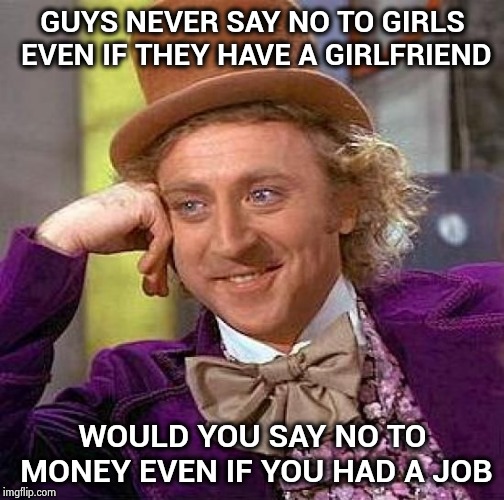 GUYS NEVER SAY NO TO GIRLS
EVEN IF THEY HAVE A GIRLFRIEND
WOULD YOU SAY NO TO
MONEY EVEN IF YOU HAD A JOB
imgflip.com